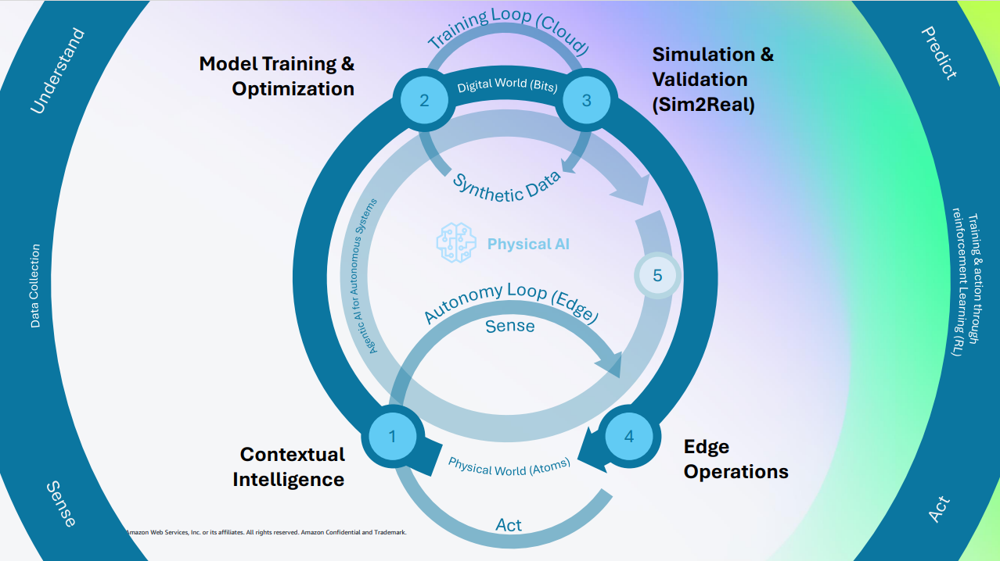 Training Loop (Cloud)
Understand
Predict
Model Training &
Optimization
Simulation &
Validation
(Sim2Real)
2
Digital World (Bits)
3
Synthetic Data
Agentic AI for Autonomous Systems
Physical AI
5
Data Collection
Training & action through
reinforcement Learning (RL)
Autonomy Loop (Edge)
Sense
1
4
Contextual
Intelligence
Physical World (Atoms)
Edge
Operations
Sense
Act
Act
Amazon Web Services, Inc. or its affiliates. All rights reserved. Amazon Confidential and Trademark.